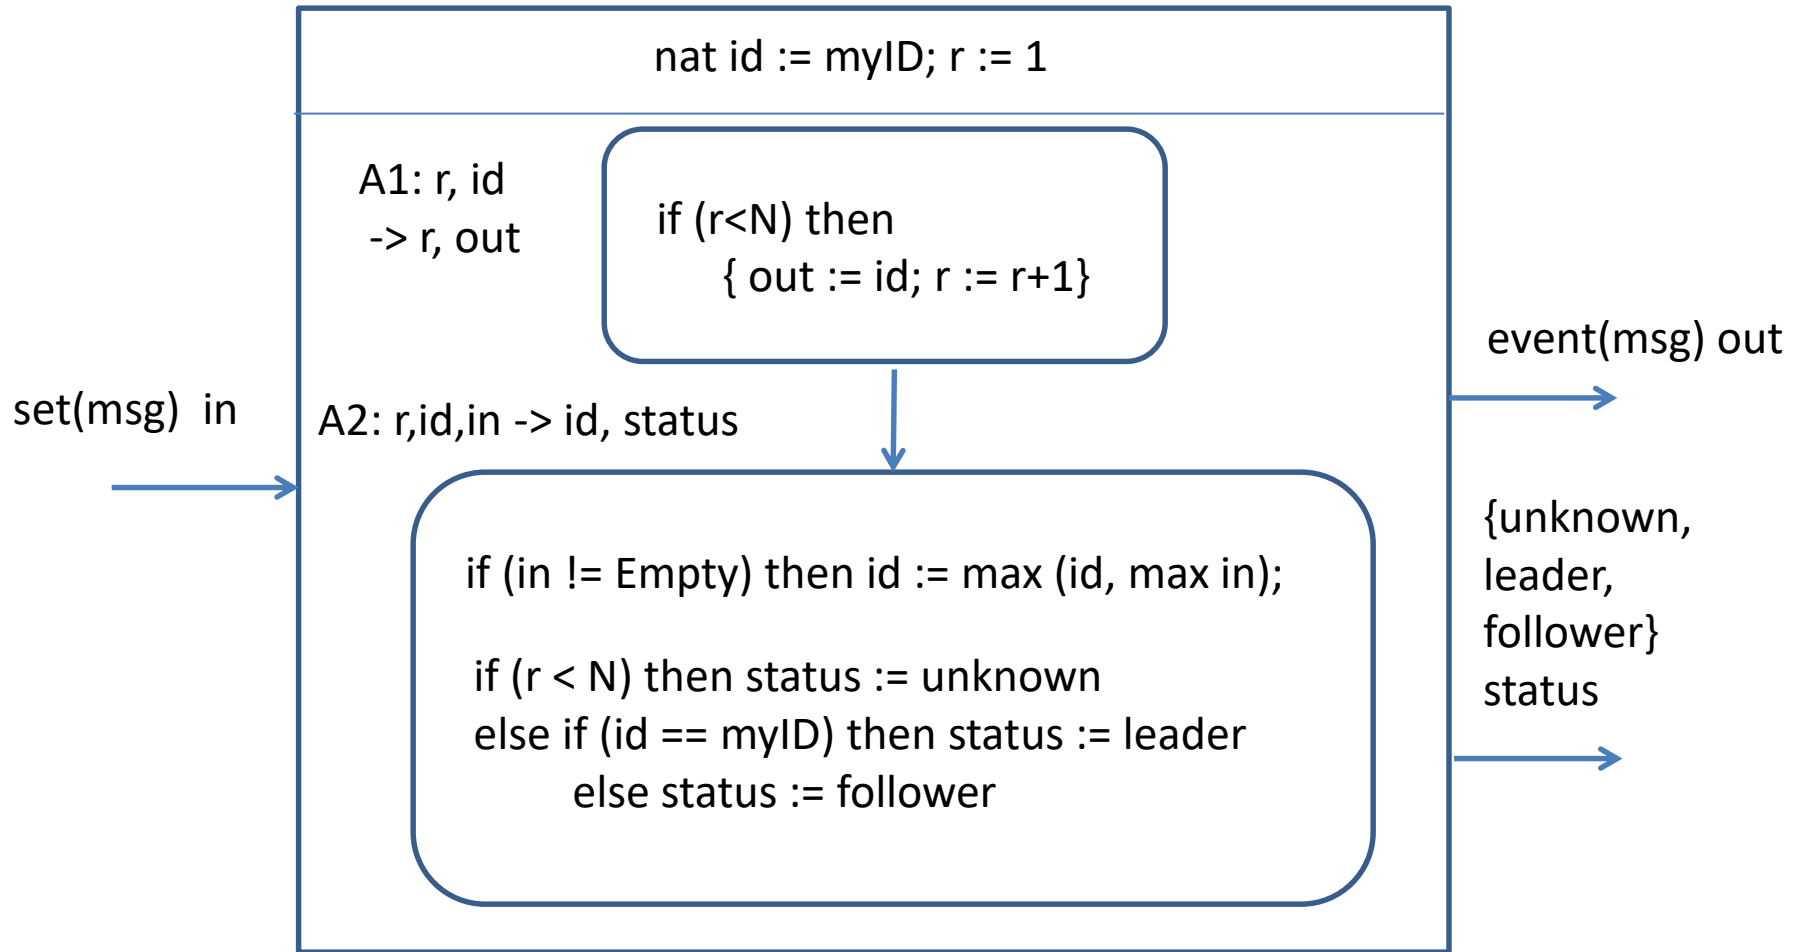 nat id := myID; r := 1
A1: r, id
-> r, out
if (r<N) then
{ out := id; r := r+1}
set(msg) in
event(msg) out
A2: r,id,in -> id, status
if (in != Empty) then id := max (id, max in);
if (r < N) then status := unknown
else if (id == myID) then status := leader
else status := follower
{unknown,
leader,
follower}
status